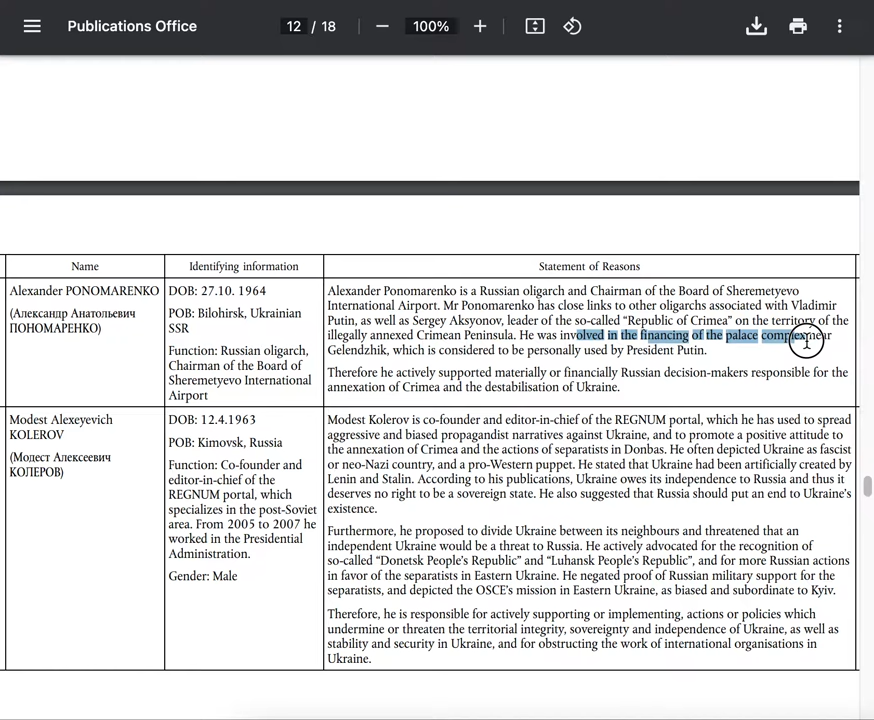 Publications Office
12 / 18
100%
Name
Identifying information
Statement of Reasons
Alexander PONOMARENKO
(Александр Анатольевич
ПОНОМАРЕНКО)
DOB: 27.10. 1964
POB: Bilohirsk, Ukrainian
SSR
Function: Russian oligarch,
Chairman of the Board of
Sheremetyevo International
Airport
Alexander Ponomarenko is a Russian oligarch and Chairman of the Board of Sheremetyevo
International Airport. Mr Ponomarenko has close links to other oligarchs associated with Vladimir
Putin, as well as Sergey Aksyonov, leader of the so-called “Republic of Crimea” on the territory of the
illegally annexed Crimean Peninsula. He was involved in the financing of the palace complex near
Gelendzhik, which is considered to be personally used by President Putin.
Therefore he actively supported materially or financially Russian decision-makers responsible for the
annexation of Crimea and the destabilisation of Ukraine.
Modest Alexeyevich
KOLEROV
(Модест Алексеевич
КОЛЕРОВ)
DOB: 12.4.1963
POB: Kimovsk, Russia
Function: Co-founder and
editor-in-chief of the
REGNUM portal, which
specializes in the post-Soviet
area. From 2005 to 2007 he
worked in the Presidential
Administration.
Gender: Male
Modest Kolerov is co-founder and editor-in-chief of the REGNUM portal, which he has used to spread
aggressive and biased propagandist narratives against Ukraine, and to promote a positive attitude to
the annexation of Crimea and the actions of separatists in Donbas. He often depicted Ukraine as fascist
or neo-Nazi country, and a pro-Western puppet. He stated that Ukraine had been artificially created by
Lenin and Stalin. According to his publications, Ukraine owes its independence to Russia and thus it
deserves no right to be a sovereign state. He also suggested that Russia should put an end to Ukraine’s
existence.
Furthermore, he proposed to divide Ukraine between its neighbours and threatened that an
independent Ukraine would be a threat to Russia. He actively advocated for the recognition of
so-called “Donetsk People’s Republic” and “Luhansk People’s Republic”, and for more Russian actions
in favor of the separatists in Eastern Ukraine. He negated proof of Russian military support for the
separatists, and depicted the OSCE’s mission in Eastern Ukraine, as biased and subordinate to Kyiv.
Therefore, he is responsible for actively supporting or implementing, actions or policies which
undermine or threaten the territorial integrity, sovereignty and independence of Ukraine, as well as
stability and security in Ukraine, and for obstructing the work of international organisations in
Ukraine.